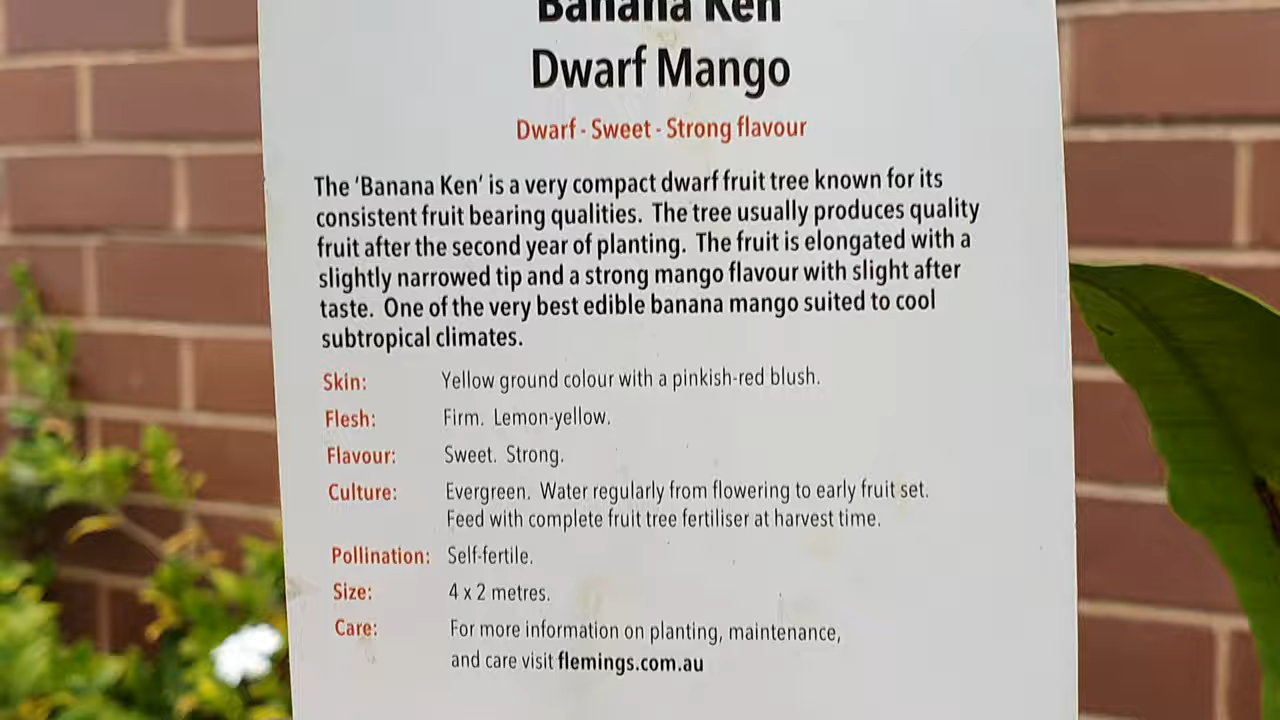 Banana Ken
Dwarf Mango
Dwarf - Sweet - Strong flavour
The ‘Banana Ken’ is a very compact dwarf fruit tree known for its
consistent fruit bearing qualities. The tree usually produces quality
fruit after the second year of planting. The fruit is elongated with a
slightly narrowed tip and a strong mango flavour with slight after
taste. One of the very best edible banana mango suited to cool
subtropical climates.
Skin: Yellow ground colour with a pinkish-red blush.
Flesh: Firm. Lemon-yellow.
Flavour: Sweet. Strong.
Culture: Evergreen. Water regularly from flowering to early fruit set.
Feed with complete fruit tree fertiliser at harvest time.
Pollination: Self-fertile.
Size: 4 x 2 metres.
Care: For more information on planting, maintenance,
and care visit flemings.com.au